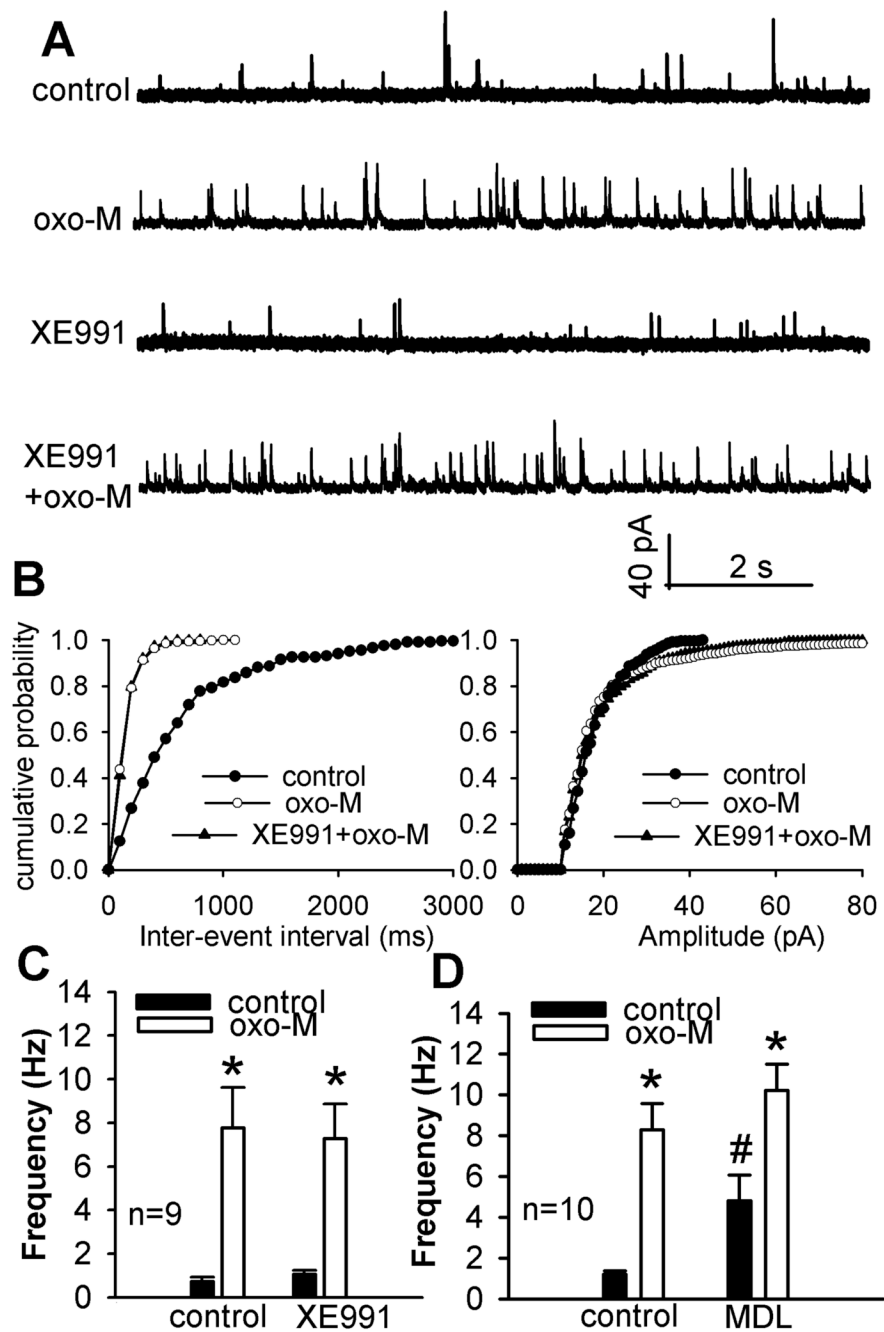 A
control
oxo-M
XE991
XE991
+oxo-M
40 pA
2 s
B
cumulative probability
1.0
0.8
0.6
0.4
0.2
0.0
control
oxo-M
XE991+oxo-M
0 1000 2000 3000
Inter-event interval (ms)
1.0
0.8
0.6
0.4
0.2
0.0
control
oxo-M
XE991+oxo-M
0 20 40 60 80
Amplitude (pA)
C
Frequency (Hz)
14
12
10
8
6
4
2
0
control
oxo-M
* *
n=9
control XE991
D
Frequency (Hz)
14
12
10
8
6
4
2
0
control
oxo-M
* # *
n=10
control MDL